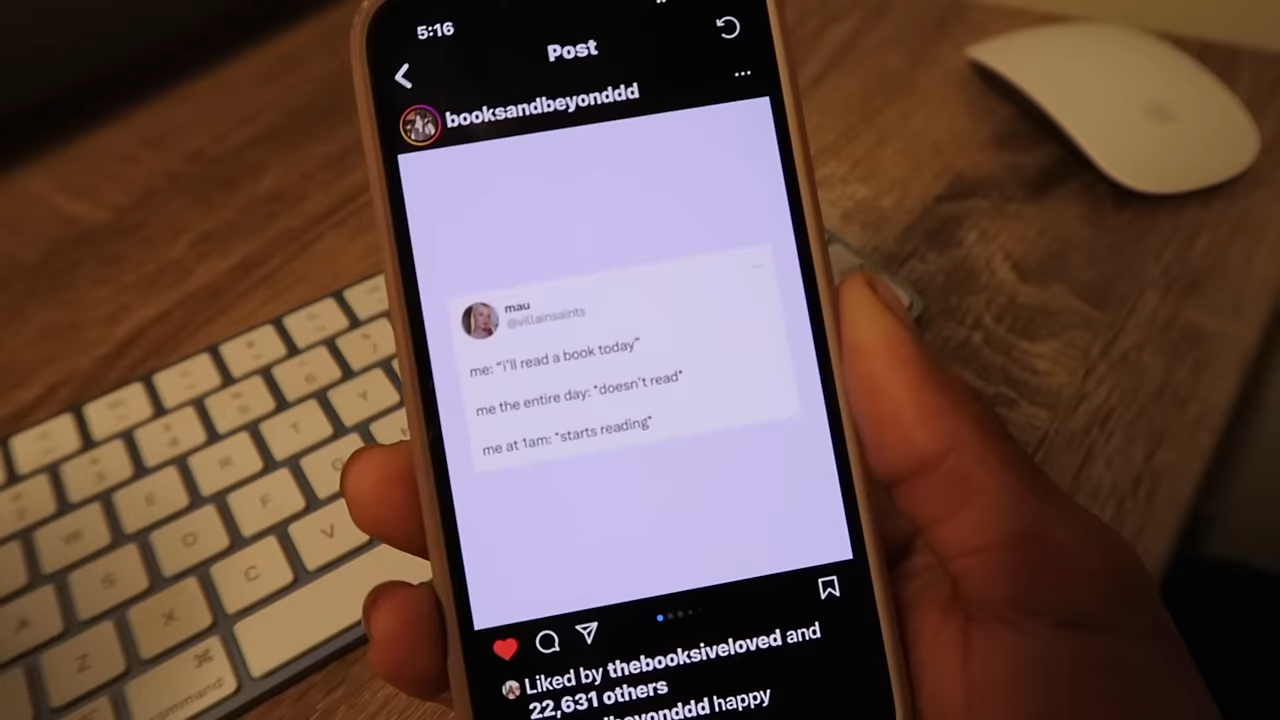 5:16
Post
booksandbeyonddd
mau
@villainsaints
me: "i'll read a book today"
me the entire day: *doesn't read*
me at 1am: *starts reading*
Liked by thebooksiveloved and
22,631 others
happy
W
E
R
T
Y
A
S
D
F
G
Z
X
C
V
command